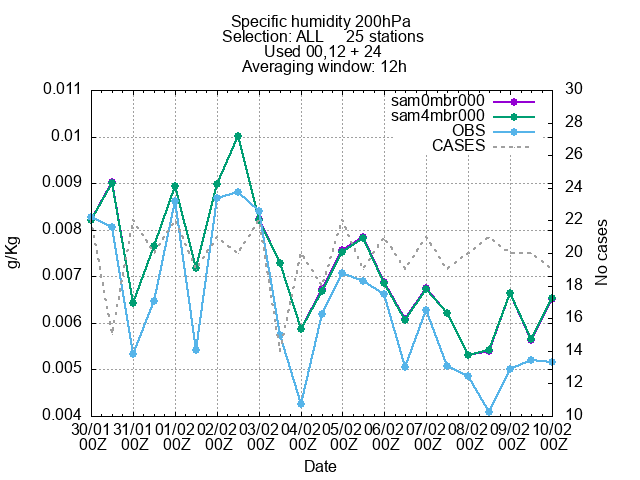 Specific humidity 200hPa
Selection: ALL 25 stations
Used 00,12 + 24
Averaging window: 12h
sam0mbr000
sam4mbr000
OBS
CASES
0.011
0.01
0.009
0.008
0.007
0.006
0.005
0.004
g/Kg
30
28
26
24
22
20
18
16
14
12
10
No cases
30/01 31/01 01/02 02/02 03/02 04/02 05/02 06/02 07/02 08/02 09/02 10/02
00Z 00Z 00Z 00Z 00Z 00Z 00Z 00Z 00Z 00Z 00Z 00Z
Date